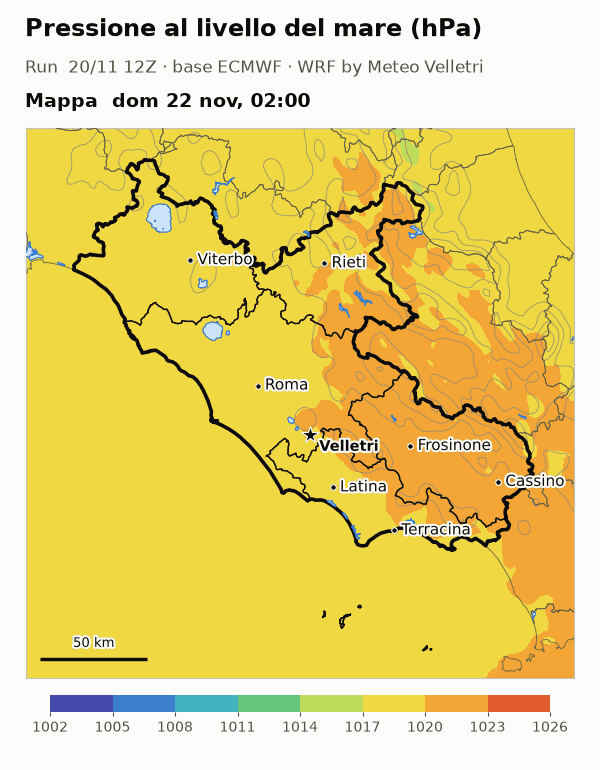 Pressione al livello del mare (hPa)
Run  20/11 12Z · base ECMWF · WRF by Meteo Velletri
Mappa  dom 22 nov, 02:00
Viterbo
Rieti
Roma
Velletri
Frosinone
Cassino
Latina
Terracina
50 km
1002 1005 1008 1011 1014 1017 1020 1023 1026